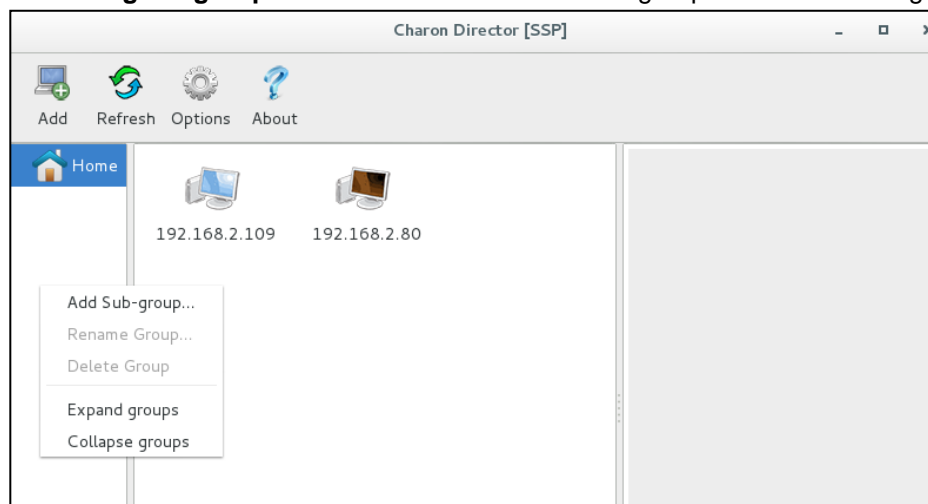 Charon Director [SSP]
Add Refresh Options About
Home
192.168.2.109 192.168.2.80
Add Sub-group...
Rename Group...
Delete Group
Expand groups
Collapse groups